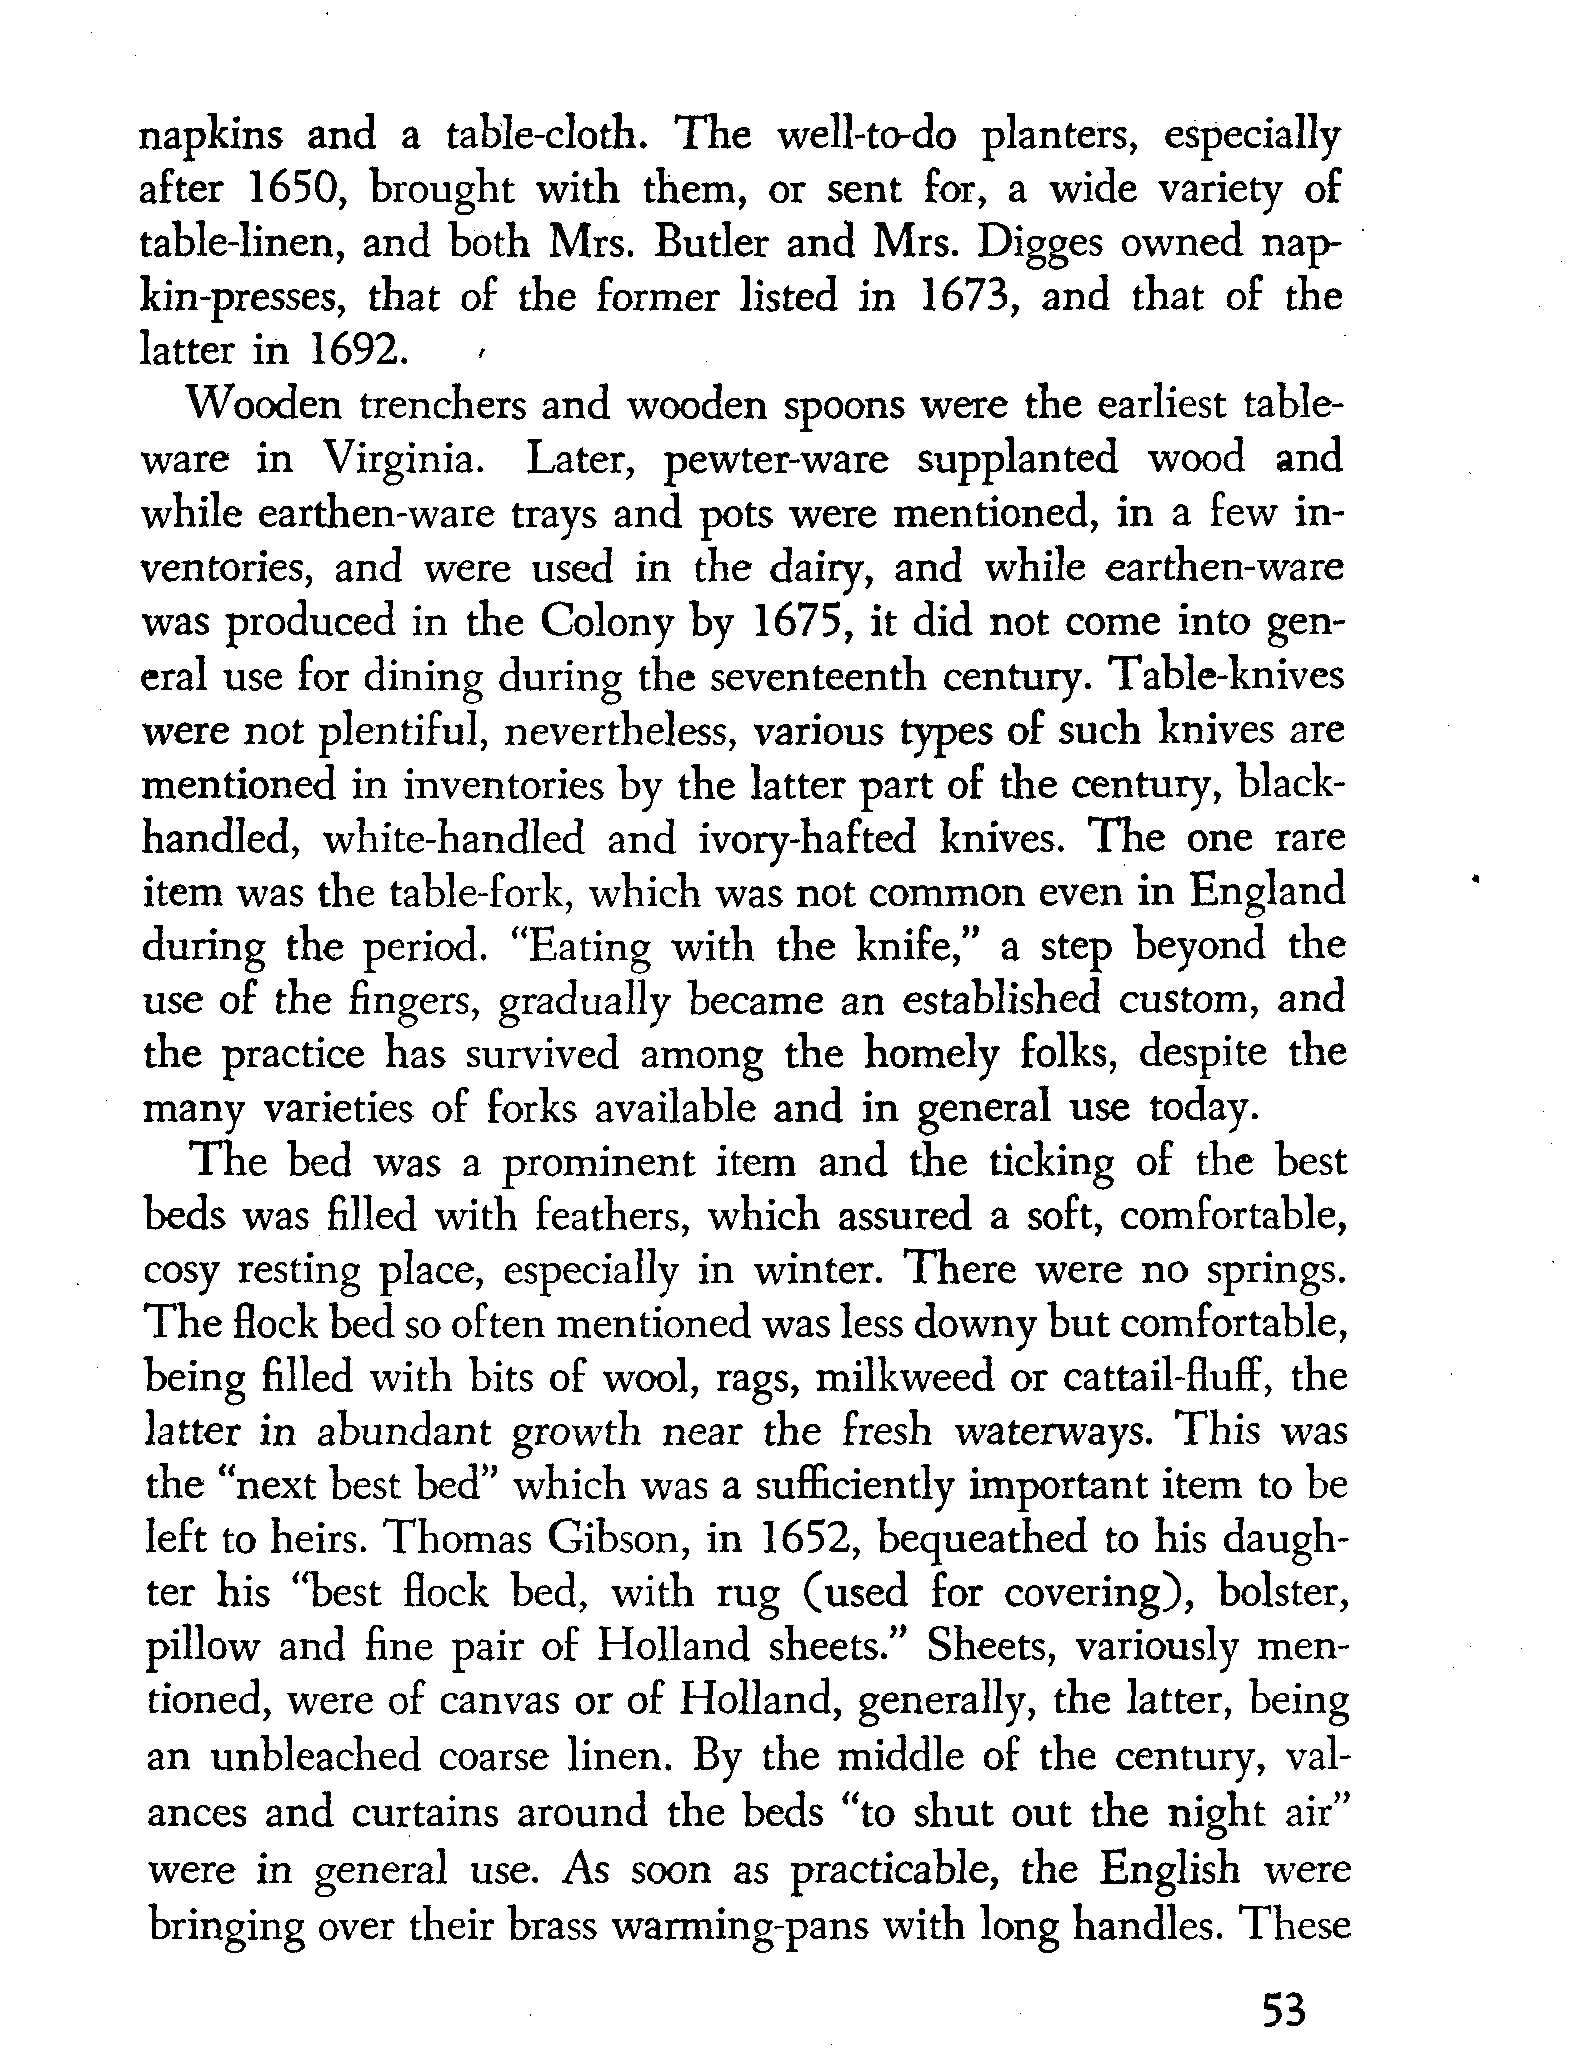 napkins and a table-cloth. The well-to-do planters, especially
after 1650, brought with them, or sent for, a wide variety of
table-linen, and both Mrs. Butler and Mrs. Digges owned nap-
kin-presses, that of the former listed in 1673, and that of the
latter in 1692.
Wooden trenchers and wooden spoons were the earliest table-
ware in Virginia. Later, pewter-ware supplanted wood and
while earthen-ware trays and pots were mentioned, in a few in-
ventories, and were used in the dairy, and while earthen-ware
was produced in the Colony by 1675, it did not come into gen-
eral use for dining during the seventeenth century. Table-knives
were not plentiful, nevertheless, various types of such knives are
mentioned in inventories by the latter part of the century, black-
handled, white-handled and ivory-hafted knives. The one rare
item was the table-fork, which was not common even in England
during the period. “Eating with the knife,” a step beyond the
use of the fingers, gradually became an established custom, and
the practice has survived among the homely folks, despite the
many varieties of forks available and in general use today.
The bed was a prominent item and the ticking of the best
beds was filled with feathers, which assured a soft, comfortable,
cosy resting place, especially in winter. There were no springs.
The flock bed so often mentioned was less downy but comfortable,
being filled with bits of wool, rags, milkweed or cattail-fluff, the
latter in abundant growth near the fresh waterways. This was
the “next best bed” which was a sufficiently important item to be
left to heirs. Thomas Gibson, in 1652, bequeathed to his daugh-
ter his “best flock bed, with rug (used for covering), bolster,
pillow and fine pair of Holland sheets.” Sheets, variously men-
tioned, were of canvas or of Holland, generally, the latter, being
an unbleached coarse linen. By the middle of the century, val-
ances and curtains around the beds “to shut out the night air”
were in general use. As soon as practicable, the English were
bringing over their brass warming-pans with long handles. These
53